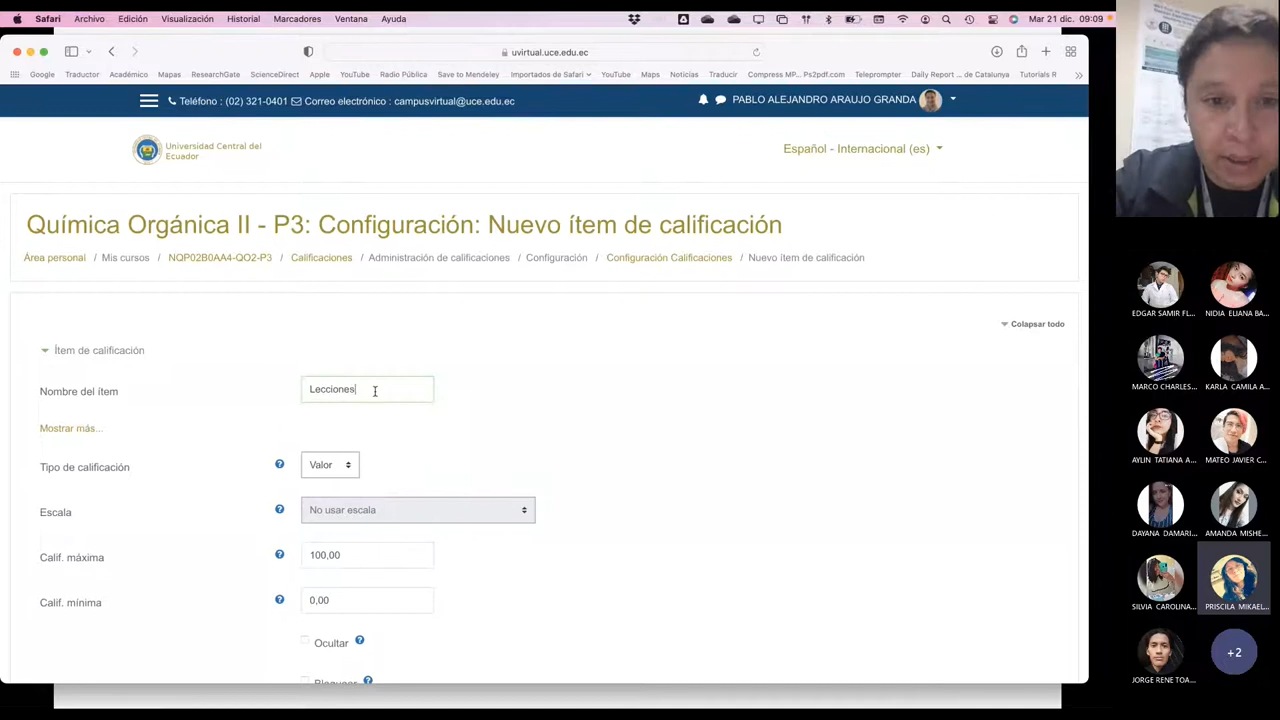 Safari Archivo Edición Visualización Historial Marcadores Ventana Ayuda
Mar 21 dic. 09:09
uvirtual.uce.edu.ec
Google Traductor Académico Mapas ResearchGate ScienceDirect Apple YouTube Radio Pública Save to Mendeley Importados de Safari YouTube Maps Noticias Traducir Compress MP... Ps2pdf.com Teleprompter Daily Report ... de Catalunya Tutorials R
Teléfono : (02) 321-0401 Correo electrónico : campusvirtual@uce.edu.ec
PABLO ALEJANDRO ARAUJO GRANDA
Universidad Central del
Ecuador
Español - Internacional (es)
Química Orgánica II - P3: Configuración: Nuevo ítem de calificación
Área personal / Mis cursos / NQP02B0AA4-QO2-P3 / Calificaciones / Administración de calificaciones / Configuración / Configuración Calificaciones / Nuevo ítem de calificación
Colapsar todo
Ítem de calificación
Nombre del ítem
Lecciones
Mostrar más...
Tipo de calificación
Valor
Escala
No usar escala
Calif. máxima
100,00
Calif. mínima
0,00
Ocultar
Bloquear
EDGAR SAMIR FL... NIDIA ELIANA BA...
MARCO CHARLES... KARLA CAMILA A...
AYLIN TATIANA A... MATEO JAVIER C...
DAYANA DAMARI... AMANDA MISHE...
SILVIA CAROLINA... PRISCILA MIKAEL...
JORGE RENE TOA...
+2